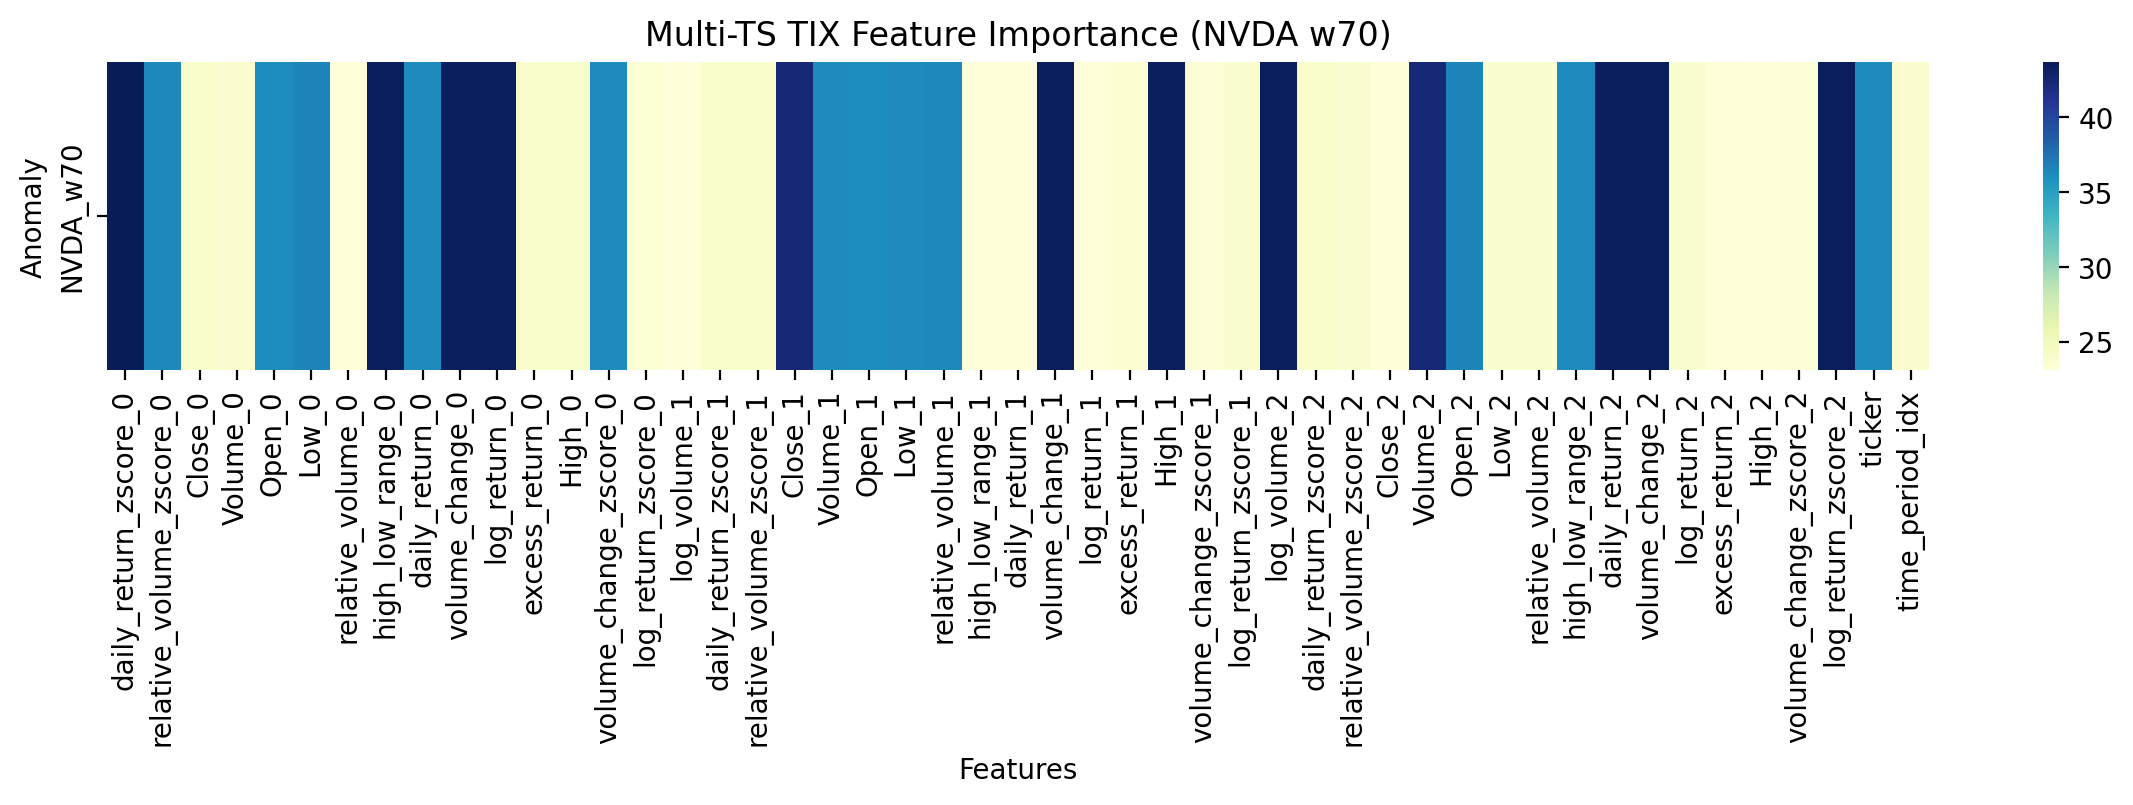 Multi-TS TIX Feature Importance (NVDA w70)
Anomaly
NVDA_w70
40
35
30
25
daily_return_zscore_0
relative_volume_zscore_0
Close_0
Volume_0
Open_0
Low_0
relative_volume_0
high_low_range_0
daily_return_0
volume_change_0
log_return_0
excess_return_0
High_0
volume_change_zscore_0
log_return_zscore_0
log_volume_1
daily_return_zscore_1
relative_volume_zscore_1
Close_1
Volume_1
Open_1
Low_1
relative_volume_1
high_low_range_1
daily_return_1
volume_change_1
log_return_1
excess_return_1
High_1
volume_change_zscore_1
log_return_zscore_1
log_volume_2
daily_return_zscore_2
relative_volume_zscore_2
Close_2
Volume_2
Open_2
Low_2
relative_volume_2
high_low_range_2
daily_return_2
volume_change_2
log_return_2
excess_return_2
High_2
volume_change_zscore_2
log_return_zscore_2
ticker
time_period_idx
Features